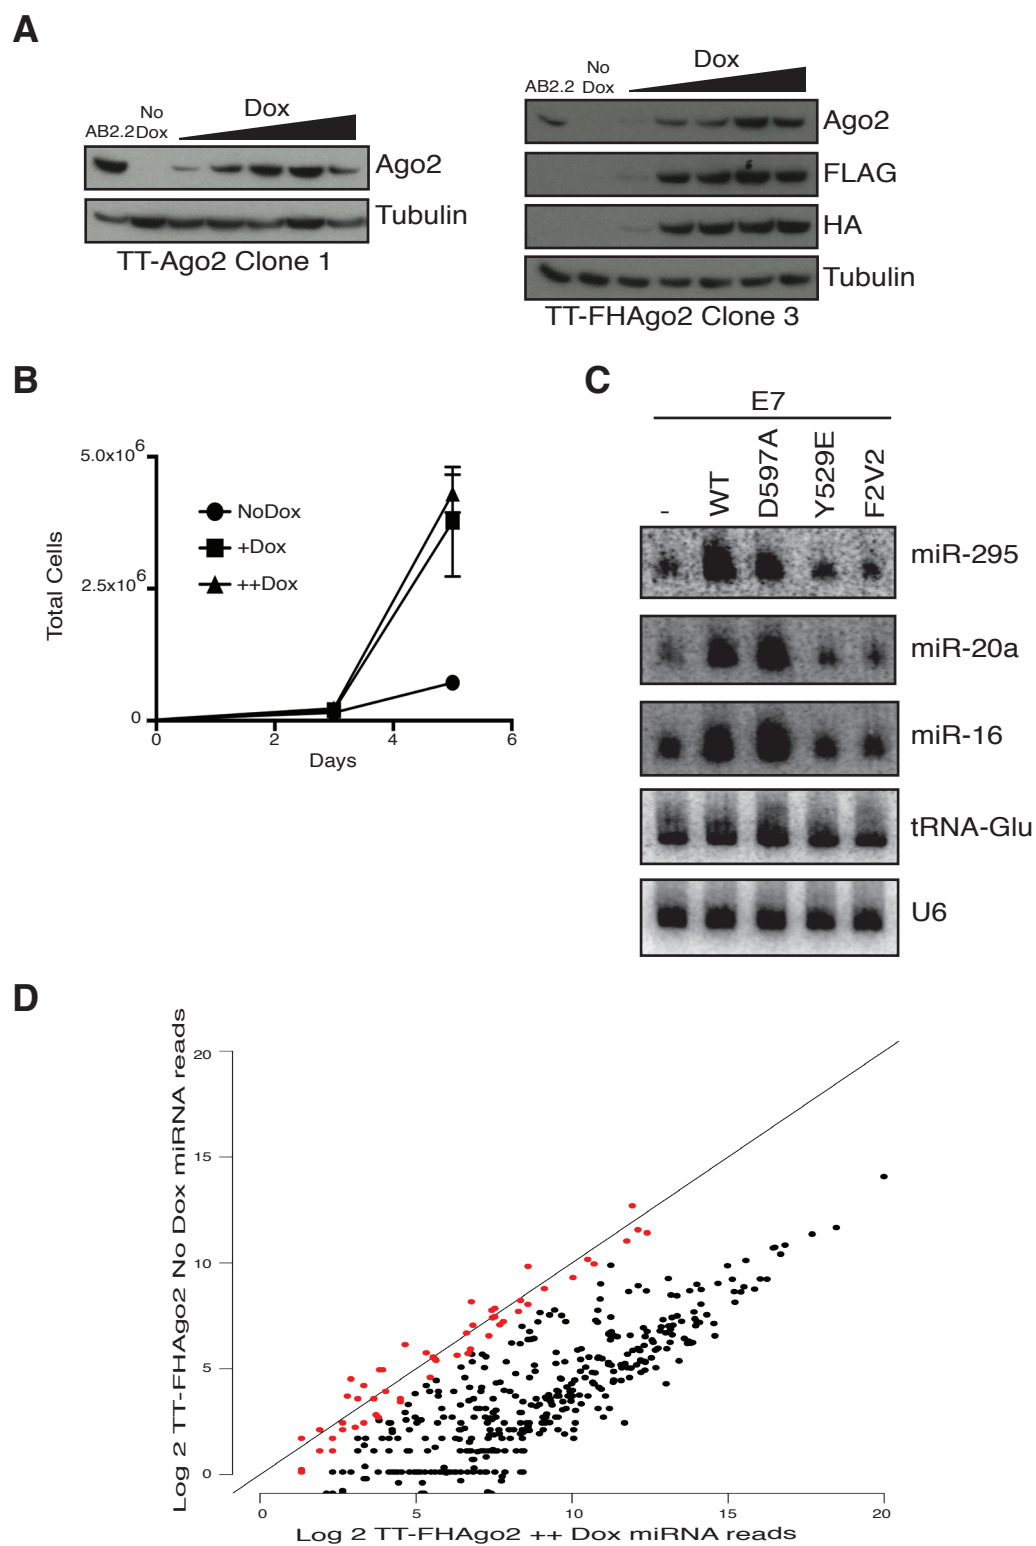 A
AB2.2
No
Dox
Dox
Ago2
Tubulin
TT-Ago2 Clone 1
AB2.2
No
Dox
Dox
Ago2
FLAG
HA
Tubulin
TT-FHAgo2 Clone 3
B
5.0x10⁶
2.5x10⁶
0
0 2 4 6
Total Cells
Days
NoDox
+Dox
++Dox
C
E7
- WT D597A Y529E F2V2
miR-295
miR-20a
miR-16
tRNA-Glu
U6
D
Log 2 TT-FHAgo2 No Dox miRNA reads
20
15
10
5
0
0 5 10 15 20
Log 2 TT-FHAgo2 ++ Dox miRNA reads